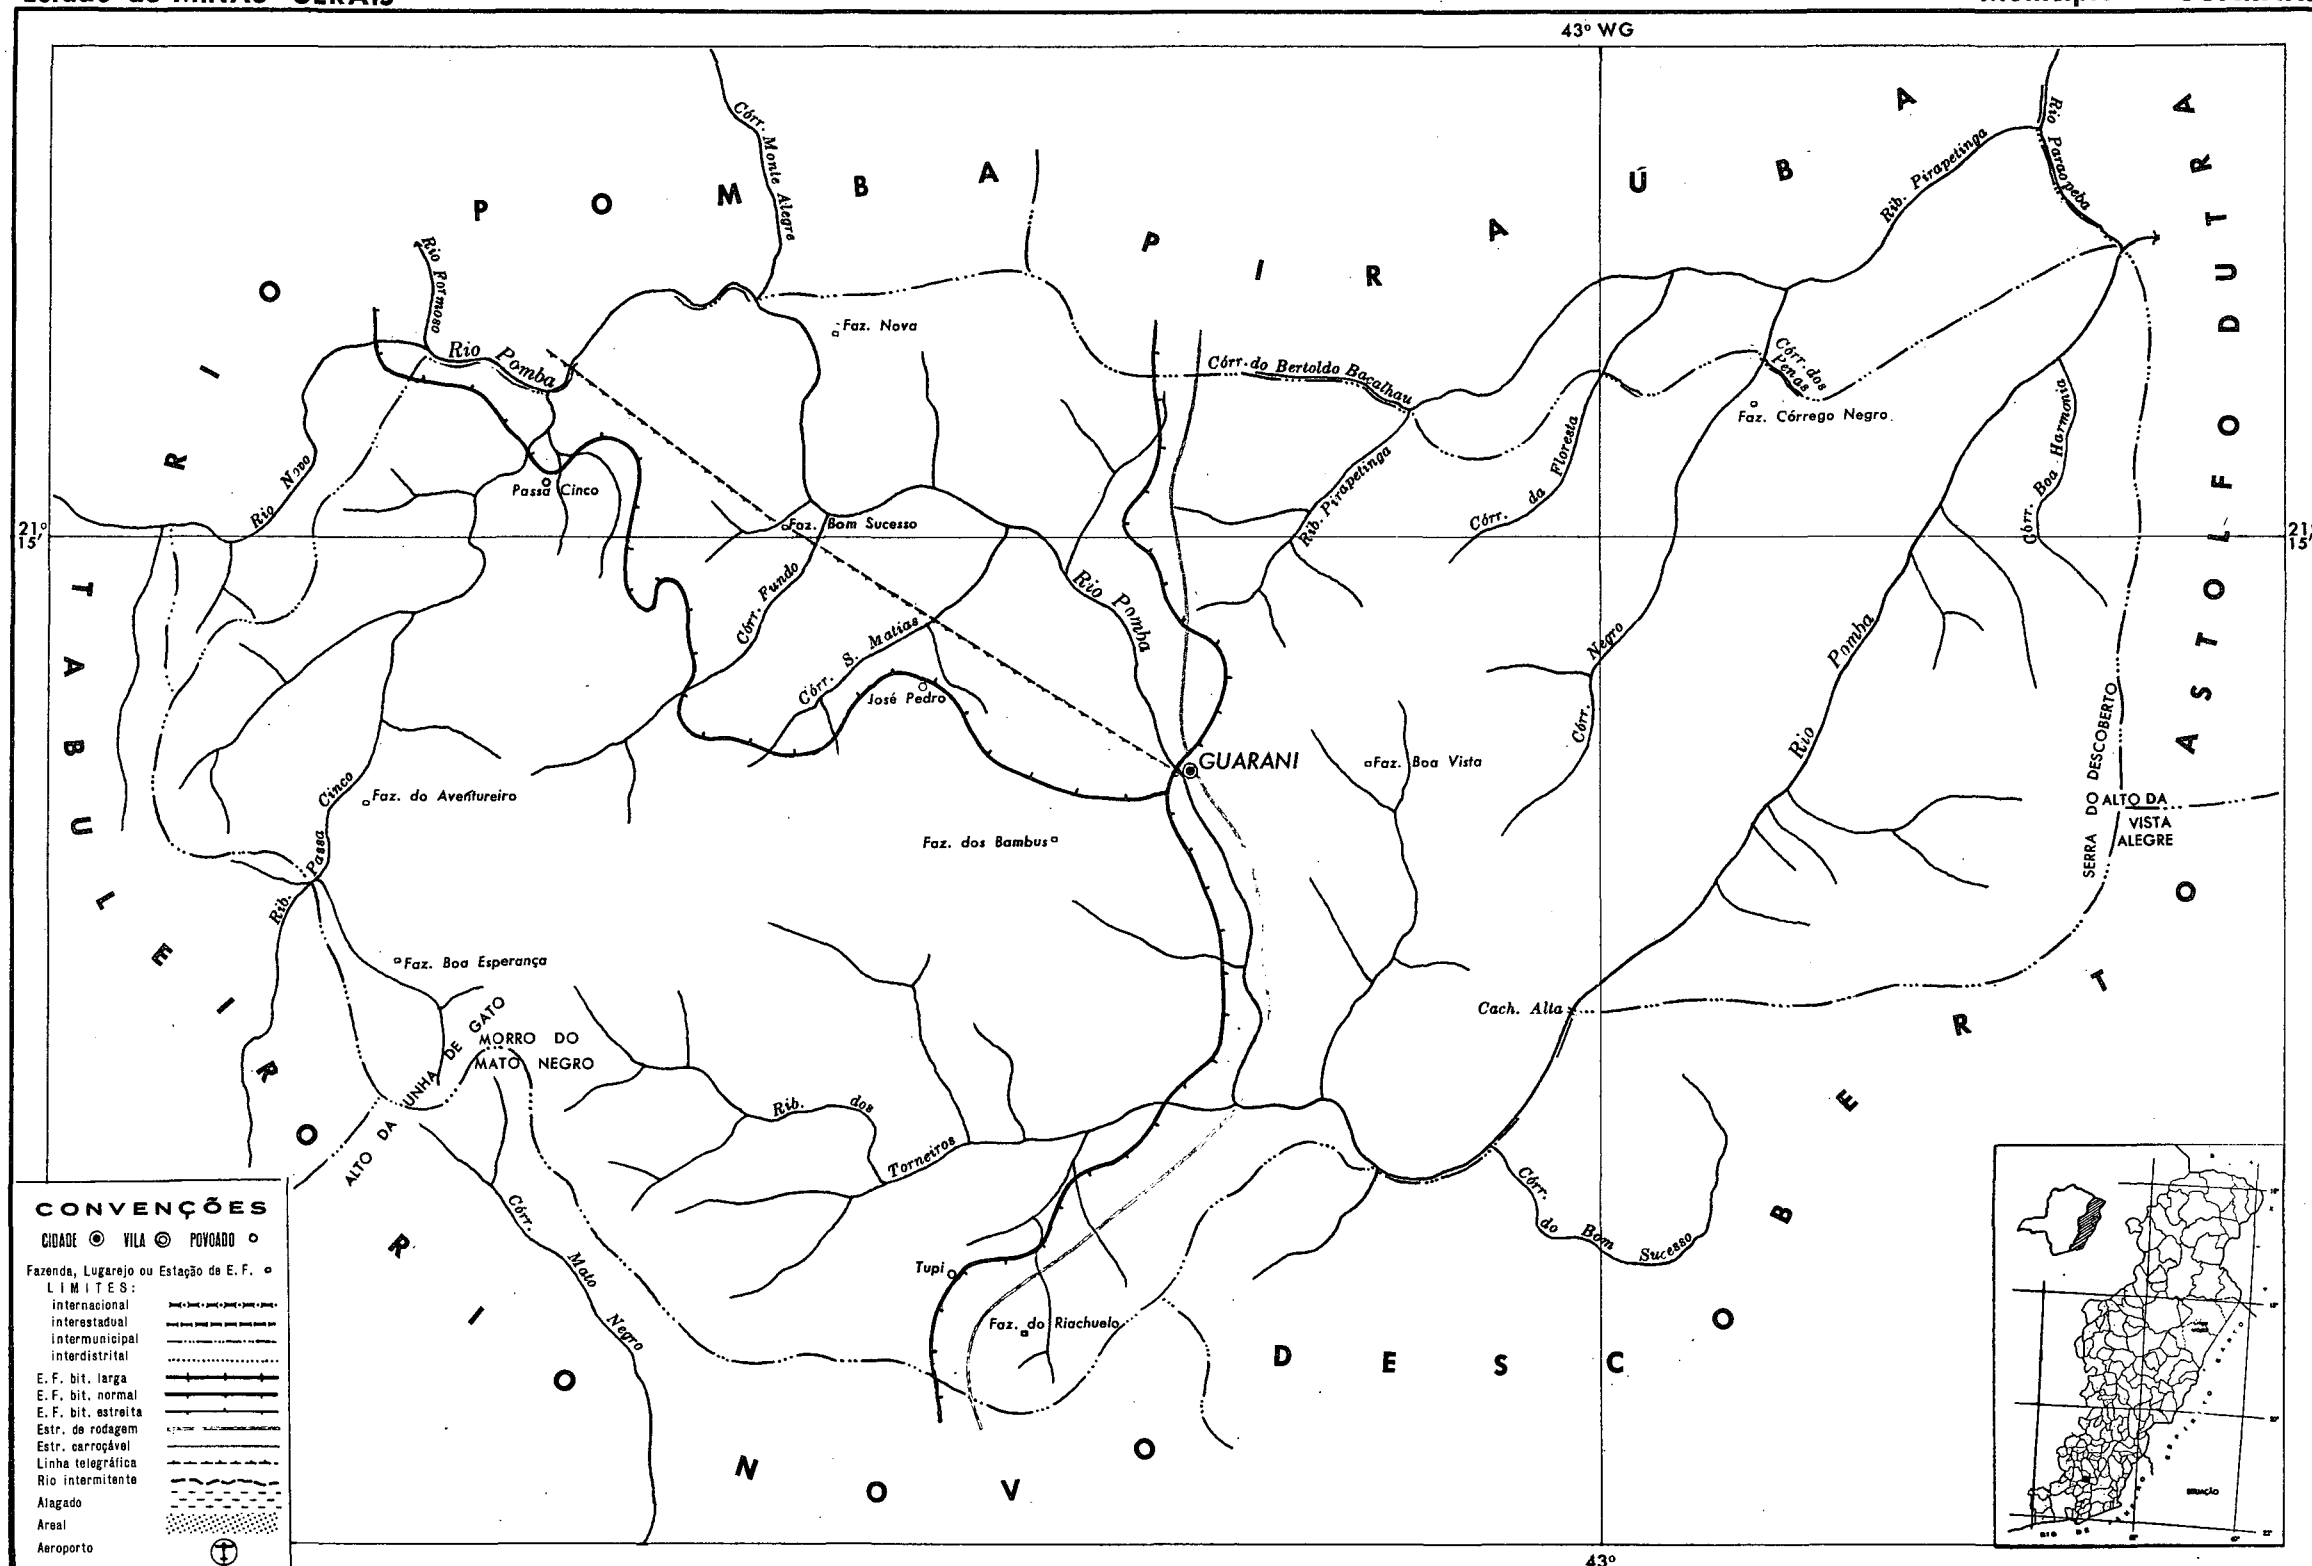 Estado de MINAS GERAIS
43° WG
RIO POMBA
PIRAÚBA
ASTOLFO DUTRA
TABULEIRO
RIO NOVO
DESCOBERTO
Córr. Monte Alegre
Rio Paraopeba
Rib. Pirapetinga
Rio Formoso
Faz. Nova
Rio Pomba
Córr. do Bertoldo Bacalhau
Córr. dos Penas
Faz. Córrego Negro
Córr. Boa Harmonia
Córr. da Floresta
Rib. Pirapetinga
Rio Novo
Passa Cinco
Faz. Bom Sucesso
21° 15'
21° 15'
Córr. Fundo
Rio Pomba
Córr. S. Matias
Córr. Negro
Rio Pomba
José Pedro
GUARANI
Faz. Boa Vista
SERRA DO DESCOBERTO
Faz. do Aventureiro
ALTO DA
VISTA
ALEGRE
Faz. dos Bambus
Rib. Passa Cinco
Faz. Boa Esperança
Cach. Alta
ALTO DA UNHA DE GATO
MORRO DO
MATO NEGRO
Rib. dos Torneiros
Córr. Mato Negro
Córr. do Bom Sucesso
Tupi
Faz. do Riachuelo
CONVENÇÕES
CIDADE VILA POVOADO
Fazenda, Lugarejo ou Estação de E.F.
LIMITES:
internacional
interestadual
intermunicipal
interdistrital
E.F. bit. larga
E.F. bit. normal
E.F. bit. estreita
Estr. de rodagem
Estr. carroçável
Linha telegráfica
Rio intermitente
Alagado
Areal
Aeroporto
SITUAÇÃO
43°